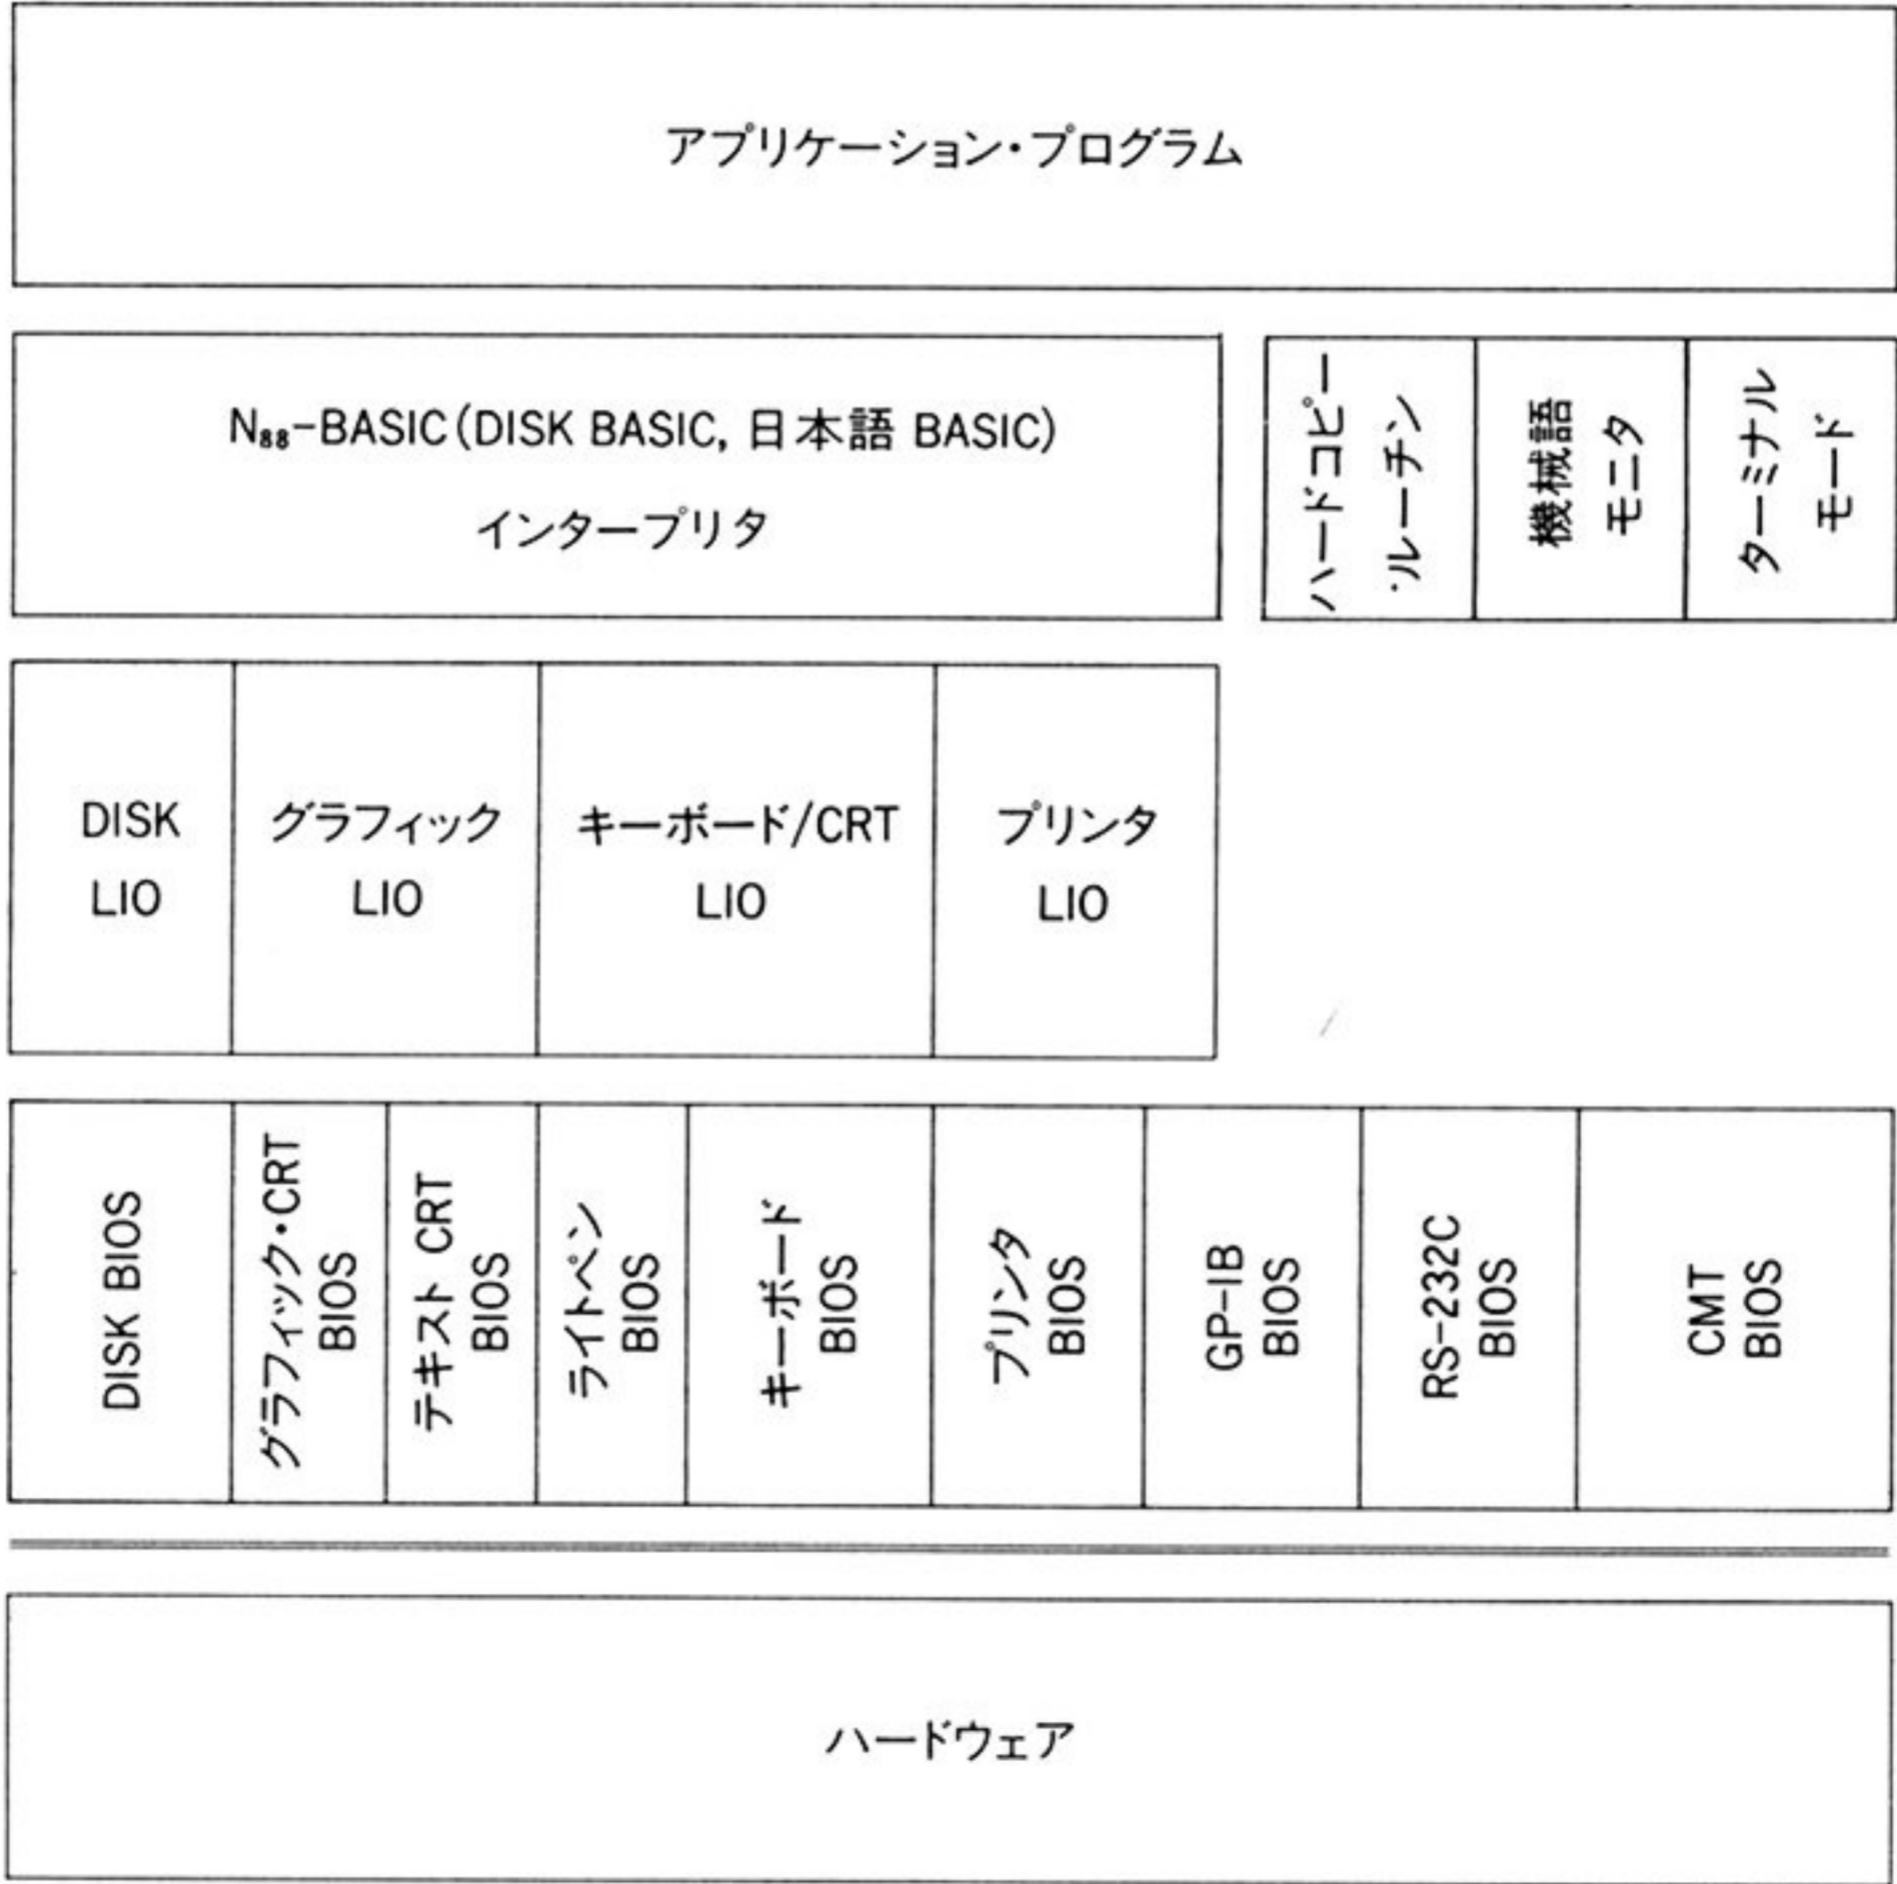 アプリケーション・プログラム
N₈₈-BASIC(DISK BASIC, 日本語 BASIC)
インタープリタ
ハードコピー
・ルーチン
機械語
モニタ
ターミナル
モード
DISK
LIO
グラフィック
LIO
キーボード/CRT
LIO
プリンタ
LIO
DISK BIOS
グラフィック・CRT
BIOS
テキスト CRT
BIOS
ライトペン
BIOS
キーボード
BIOS
プリンタ
BIOS
GP-IB
BIOS
RS-232C
BIOS
CMT
BIOS
ハードウェア